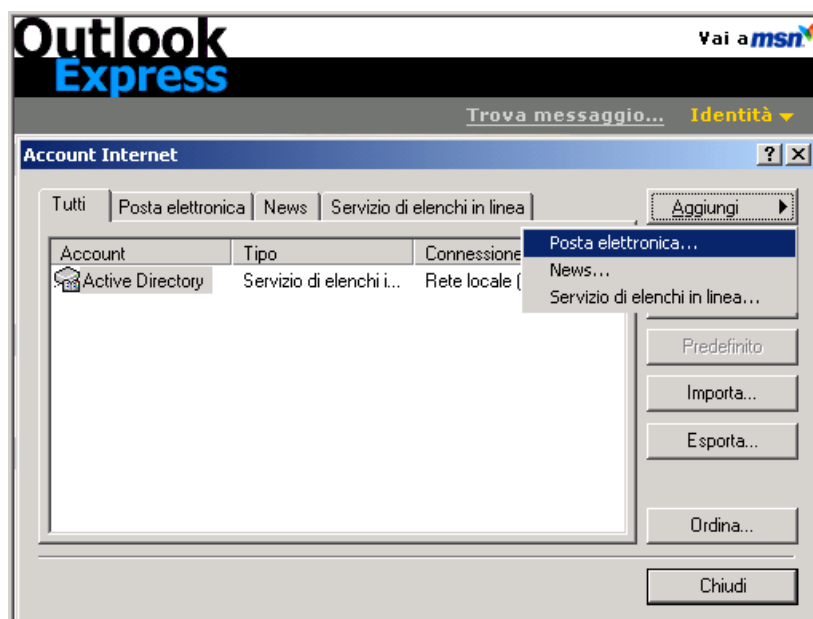 Outlook
Express
Vai a msn
Trova messaggio... Identità
Account Internet
Tutti Posta elettronica News Servizio di elenchi in linea Aggiungi
Posta elettronica...
News...
Servizio di elenchi in linea...
Account Tipo Connessione
Active Directory Servizio di elenchi i... Rete locale (
Predefinito
Importa...
Esporta...
Ordina...
Chiudi